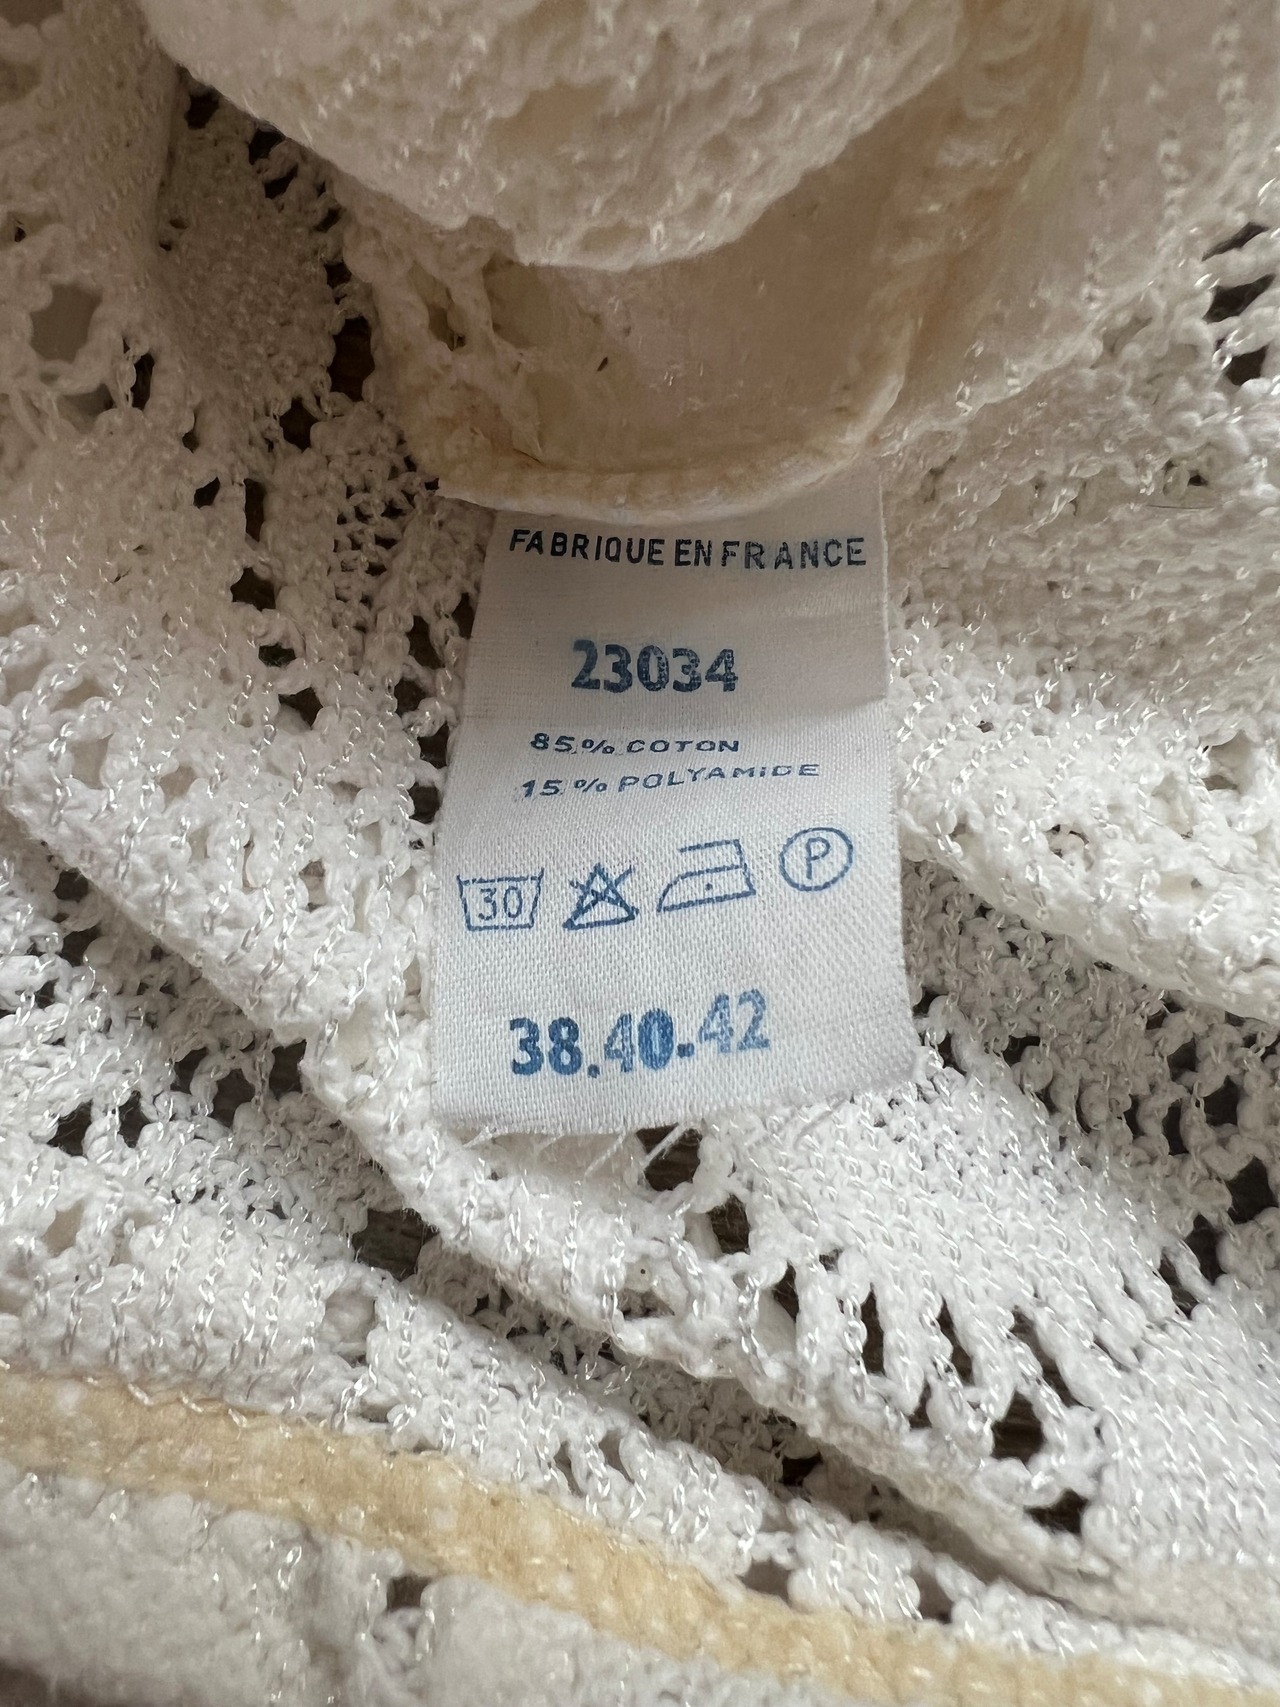 FABRIQUE EN FRANCE
23034
85% COTON
15% POLYAMIDE
30 P
38.40.42